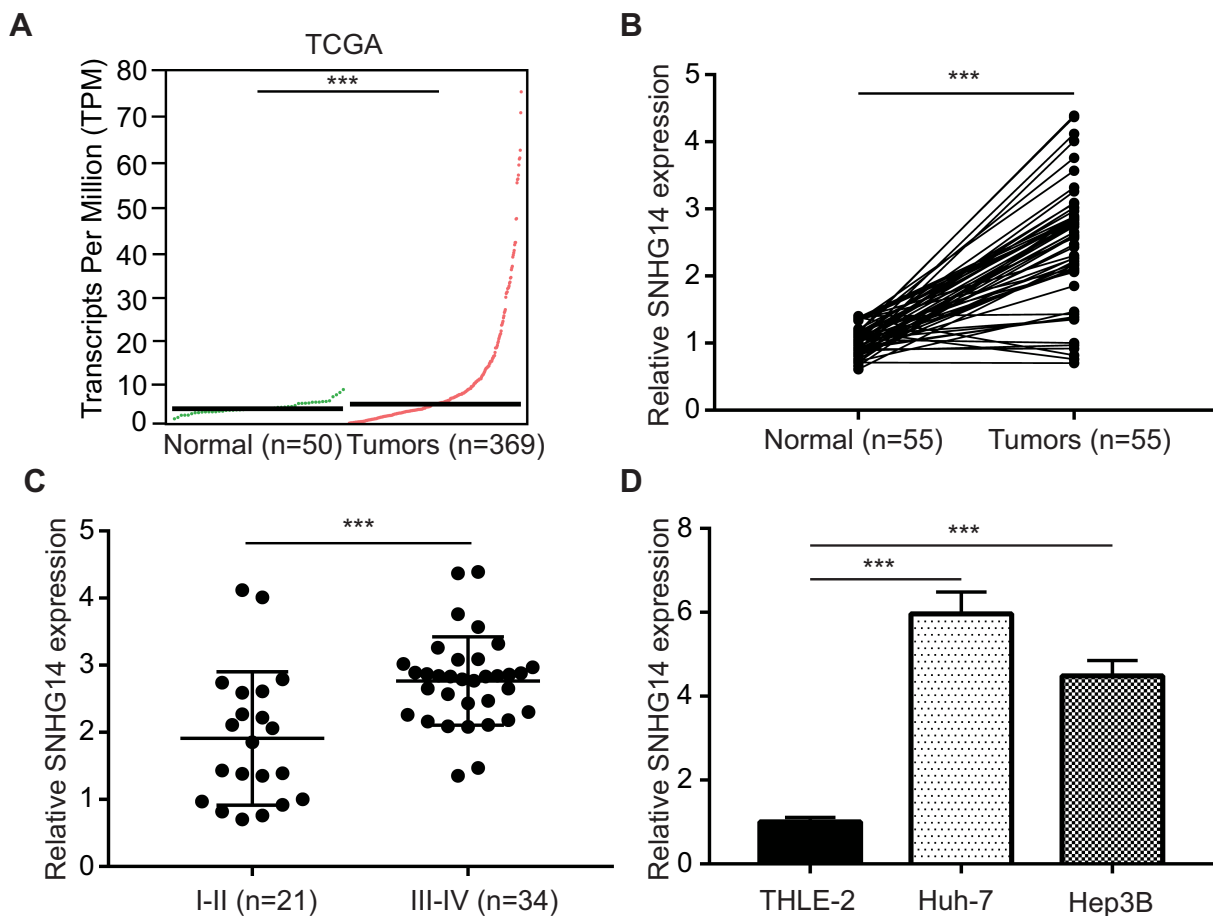 A
TCGA
***
Transcripts Per Million (TPM)
80
70
60
50
40
30
20
10
0
Normal (n=50) Tumors (n=369)
B
***
Relative SNHG14 expression
5
4
3
2
1
0
Normal (n=55) Tumors (n=55)
C
***
Relative SNHG14 expression
5
4
3
2
1
0
I-II (n=21) III-IV (n=34)
D
***
***
Relative SNHG14 expression
8
6
4
2
0
THLE-2 Huh-7 Hep3B